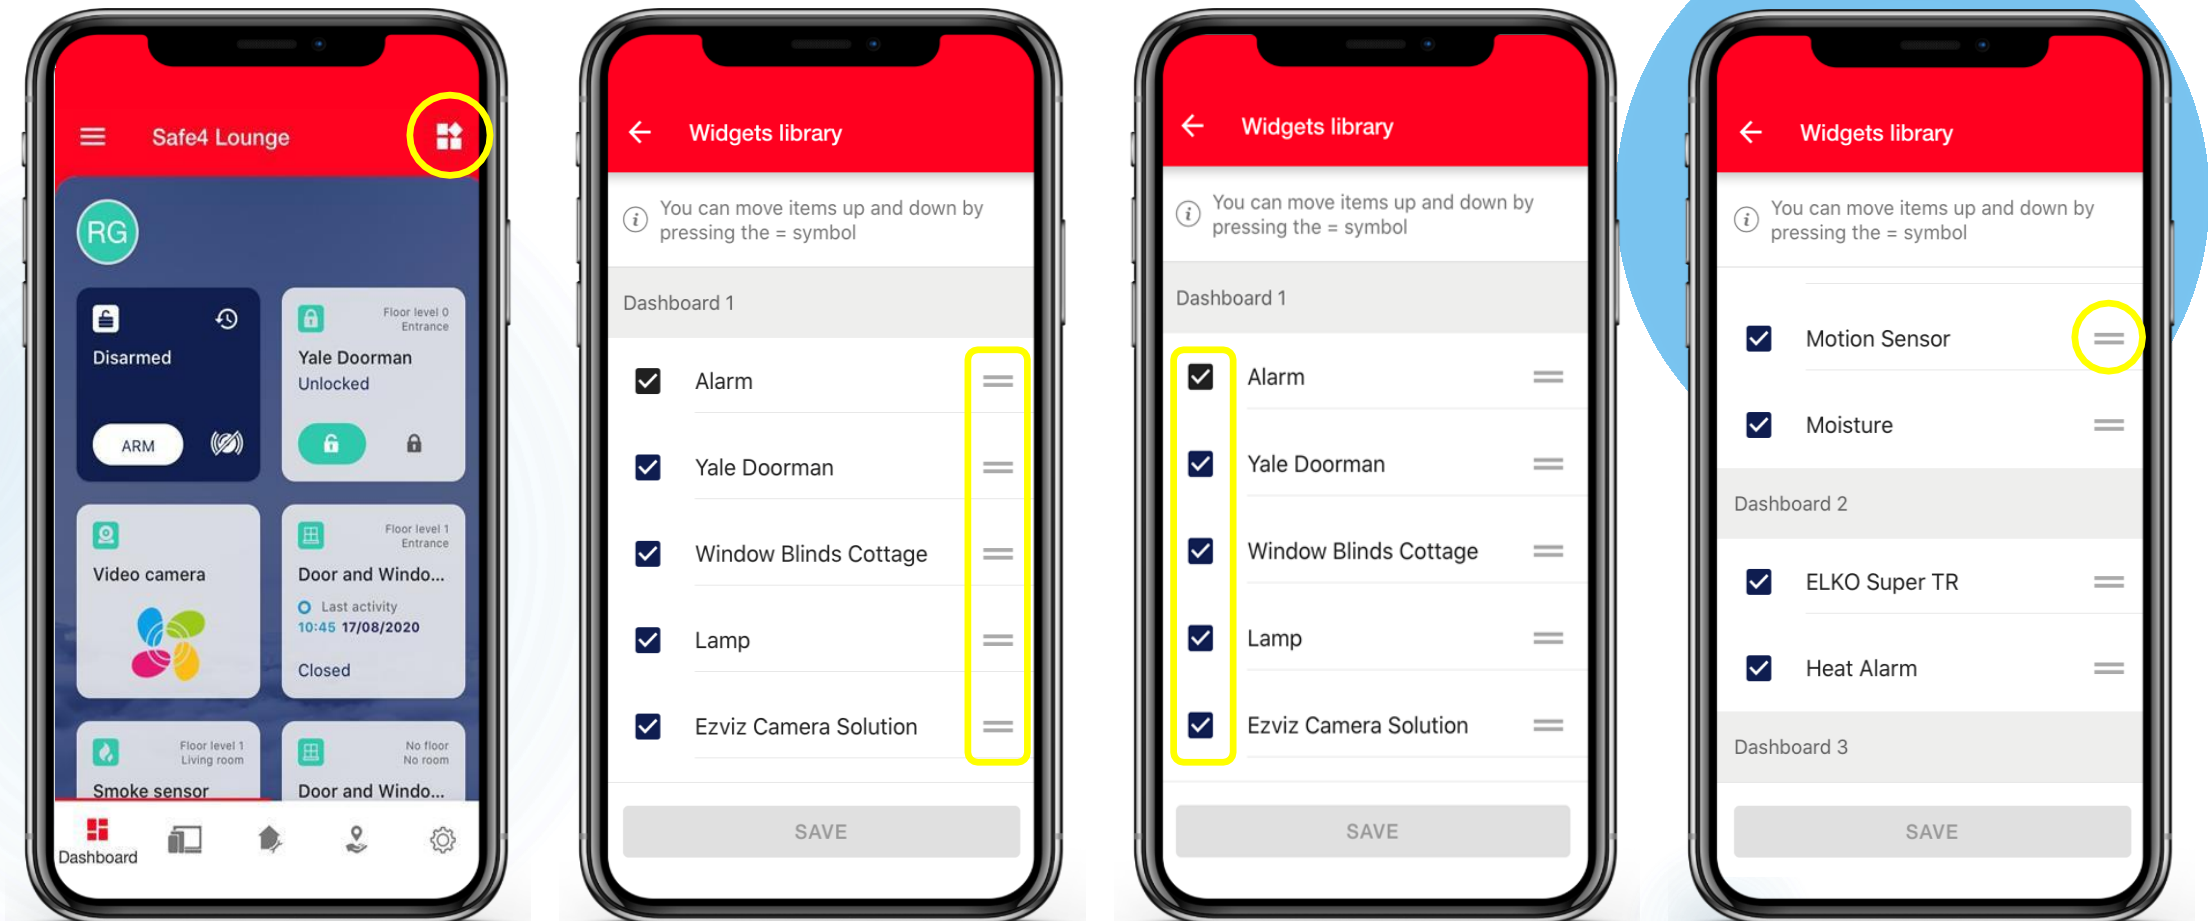 Safe4 Lounge
RG
Disarmed
ARM
Floor level 0
Entrance
Yale Doorman
Unlocked
Video camera
Floor level 1
Entrance
Door and Windo...
Last activity
10:45 17/08/2020
Closed
Floor level 1
Living room
Smoke sensor
No floor
No room
Door and Windo...
Dashboard
Widgets library
You can move items up and down by
pressing the = symbol
Dashboard 1
Alarm
Yale Doorman
Window Blinds Cottage
Lamp
Ezviz Camera Solution
SAVE
Widgets library
You can move items up and down by
pressing the = symbol
Dashboard 1
Alarm
Yale Doorman
Window Blinds Cottage
Lamp
Ezviz Camera Solution
SAVE
Widgets library
You can move items up and down by
pressing the = symbol
Motion Sensor
Moisture
Dashboard 2
ELKO Super TR
Heat Alarm
Dashboard 3
SAVE